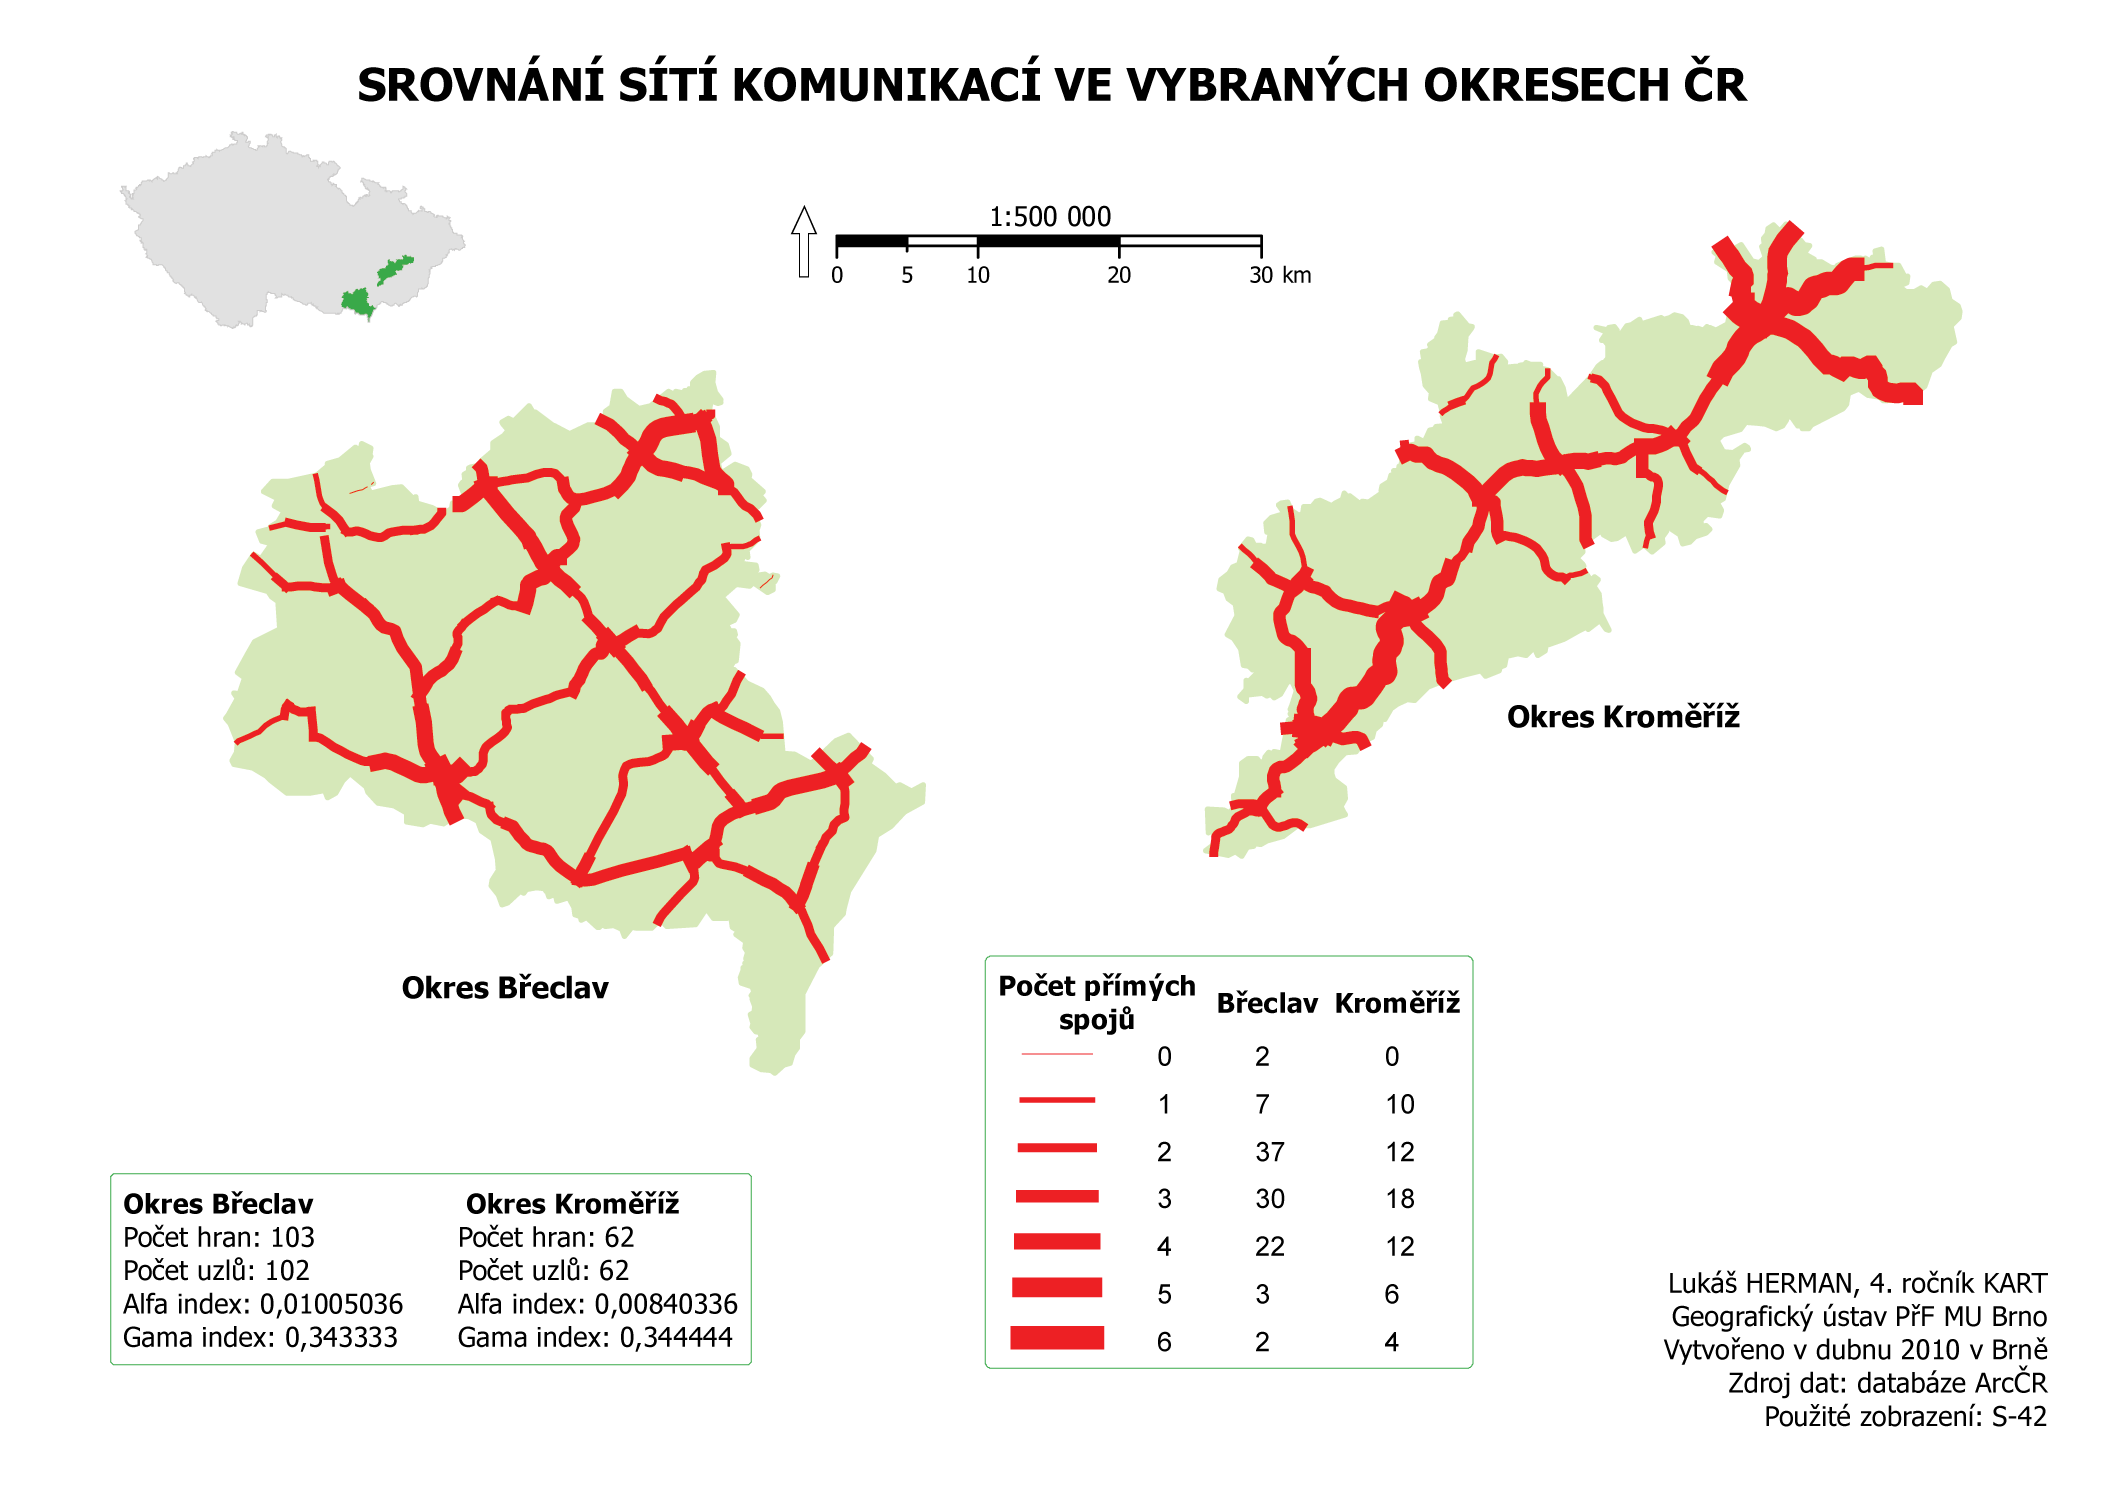 SROVNÁNÍ SÍTÍ KOMUNIKACÍ VE VYBRANÝCH OKRESECH ČR
1:500 000
0 5 10 20 30 km
Okres Kroměříž
Okres Břeclav
Počet přímých spojů Břeclav Kroměříž
0 2 0
1 7 10
2 37 12
3 30 18
4 22 12
5 3 6
6 2 4
Okres Břeclav
Počet hran: 103
Počet uzlů: 102
Alfa index: 0,01005036
Gama index: 0,343333
Okres Kroměříž
Počet hran: 62
Počet uzlů: 62
Alfa index: 0,00840336
Gama index: 0,344444
Lukáš HERMAN, 4. ročník KART
Geografický ústav PřF MU Brno
Vytvořeno v dubnu 2010 v Brně
Zdroj dat: databáze ArcČR
Použité zobrazení: S-42